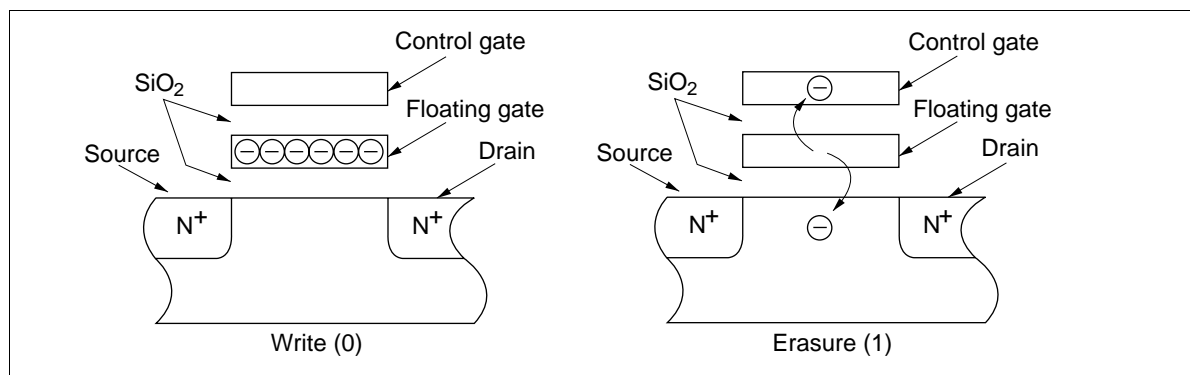 Control gate
SiO2
Floating gate
Source
Drain
N+
N+
Write (0)
Control gate
SiO2
Floating gate
Source
Drain
N+
N+
Erasure (1)